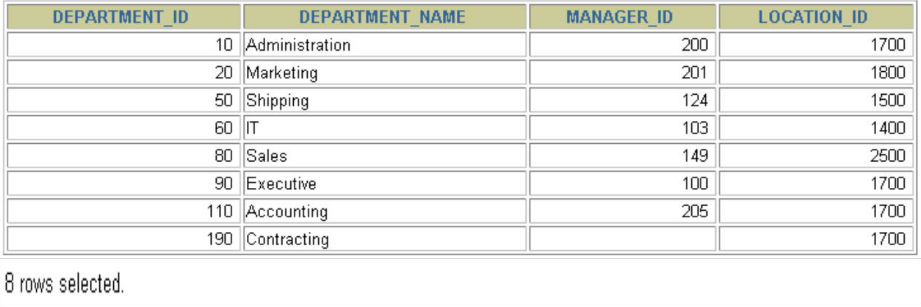 DEPARTMENT_ID DEPARTMENT_NAME MANAGER_ID LOCATION_ID
10 Administration 200 1700
20 Marketing 201 1800
50 Shipping 124 1500
60 IT 103 1400
80 Sales 149 2500
90 Executive 100 1700
110 Accounting 205 1700
190 Contracting 1700
8 rows selected.